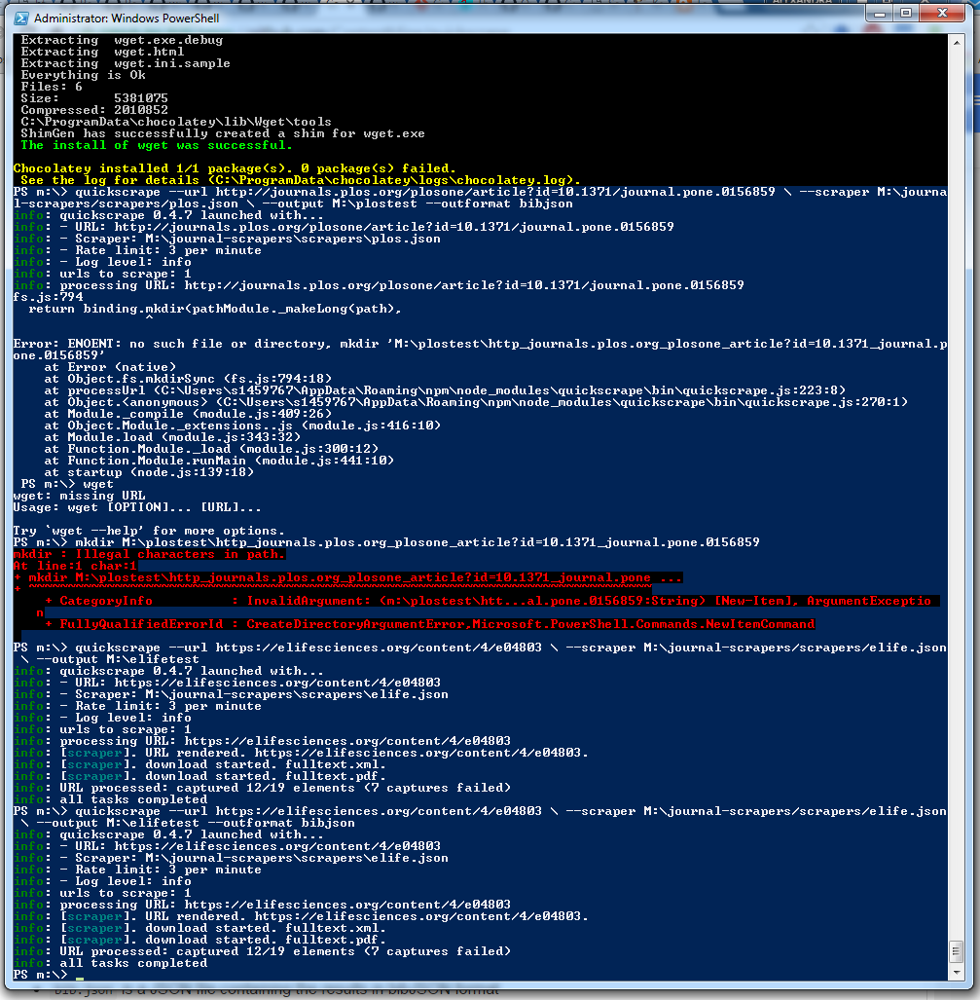 Administrator: Windows PowerShell
Extracting  wget.exe.debug
Extracting  wget.html
Extracting  wget.ini.sample
Everything is Ok
Files: 6
Size:       5381075
Compressed: 2010852
C:\ProgramData\chocolatey\lib\Wget\tools
ShimGen has successfully created a shim for wget.exe
The install of wget was successful.
Chocolatey installed 1/1 package(s). 0 package(s) failed.
See the log for details (C:\ProgramData\chocolatey\logs\chocolatey.log).
PS m:\> quickscrape --url http://journals.plos.org/plosone/article?id=10.1371/journal.pone.0156859 \ --scraper M:\journa
l-scrapers/scrapers/plos.json \ --output M:\plostest --outformat bibjson
info: quickscrape 0.4.7 launched with...
info: - URL: http://journals.plos.org/plosone/article?id=10.1371/journal.pone.0156859
info: - Scraper: M:\journal-scrapers\scrapers\plos.json
info: - Rate limit: 3 per minute
info: - Log level: info
info: urls to scrape: 1
info: processing URL: http://journals.plos.org/plosone/article?id=10.1371/journal.pone.0156859
fs.js:794
return binding.mkdir(pathModule._makeLong(path),
^
Error: ENOENT: no such file or directory, mkdir 'M:\plostest\http_journals.plos.org_plosone_article?id=10.1371_journal.p
one.0156859'
at Error (native)
at Object.fs.mkdirSync (fs.js:794:18)
at processUrl (C:\Users\s1459767\AppData\Roaming\npm\node_modules\quickscrape\bin\quickscrape.js:223:8)
at Object.<anonymous> (C:\Users\s1459767\AppData\Roaming\npm\node_modules\quickscrape\bin\quickscrape.js:270:1)
at Module._compile (module.js:409:26)
at Object.Module._extensions..js (module.js:416:10)
at Module.load (module.js:343:32)
at Function.Module._load (module.js:300:12)
at Function.Module.runMain (module.js:441:10)
at startup (node.js:139:18)
PS m:\> wget
wget: missing URL
Usage: wget [OPTION]... [URL]...
Try `wget --help' for more options.
PS m:\> mkdir M:\plostest\http_journals.plos.org_plosone_article?id=10.1371_journal.pone.0156859
mkdir : Illegal characters in path.
At line:1 char:1
+ mkdir M:\plostest\http_journals.plos.org_plosone_article?id=10.1371_journal.pone ...
+ ~~~~~~~~~~~~~~~~~~~~~~~~~~~~~~~~~~~~~~~~~~~~~~~~~~~~~~~~~~~~~~~~~~~~~~~~~~~~~~~~
+ CategoryInfo          : InvalidArgument: (m:\plostest\htt...al.pone.0156859:String) [New-Item], ArgumentExceptio
n
+ FullyQualifiedErrorId : CreateDirectoryArgumentError,Microsoft.PowerShell.Commands.NewItemCommand
PS m:\> quickscrape --url https://elifesciences.org/content/4/e04803 \ --scraper M:\journal-scrapers/scrapers/elife.json
\ --output M:\elifetest
info: quickscrape 0.4.7 launched with...
info: - URL: https://elifesciences.org/content/4/e04803
info: - Scraper: M:\journal-scrapers\scrapers\elife.json
info: - Rate limit: 3 per minute
info: - Log level: info
info: urls to scrape: 1
info: processing URL: https://elifesciences.org/content/4/e04803
info: [scraper]. URL rendered. https://elifesciences.org/content/4/e04803.
info: [scraper]. download started. fulltext.xml.
info: [scraper]. download started. fulltext.pdf.
info: URL processed: captured 12/19 elements (7 captures failed)
info: all tasks completed
PS m:\> quickscrape --url https://elifesciences.org/content/4/e04803 \ --scraper M:\journal-scrapers/scrapers/elife.json
\ --output M:\elifetest --outformat bibjson
info: quickscrape 0.4.7 launched with...
info: - URL: https://elifesciences.org/content/4/e04803
info: - Scraper: M:\journal-scrapers\scrapers\elife.json
info: - Rate limit: 3 per minute
info: - Log level: info
info: urls to scrape: 1
info: processing URL: https://elifesciences.org/content/4/e04803
info: [scraper]. URL rendered. https://elifesciences.org/content/4/e04803.
info: [scraper]. download started. fulltext.xml.
info: [scraper]. download started. fulltext.pdf.
info: URL processed: captured 12/19 elements (7 captures failed)
info: all tasks completed
PS m:\> _
is a JSON file containing the results in bibJSON format